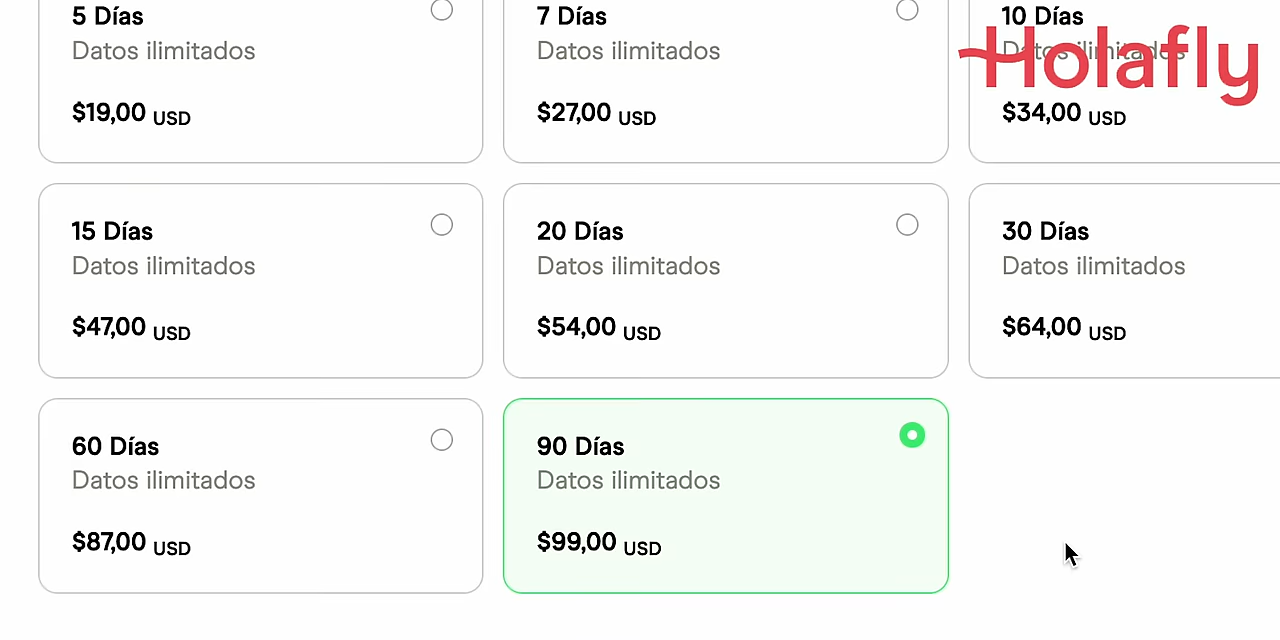 5 Días
Datos ilimitados
$19,00 USD
7 Días
Datos ilimitados
$27,00 USD
10 Días
Datos ilimitados
$34,00 USD
Holafly
15 Días
Datos ilimitados
$47,00 USD
20 Días
Datos ilimitados
$54,00 USD
30 Días
Datos ilimitados
$64,00 USD
60 Días
Datos ilimitados
$87,00 USD
90 Días
Datos ilimitados
$99,00 USD